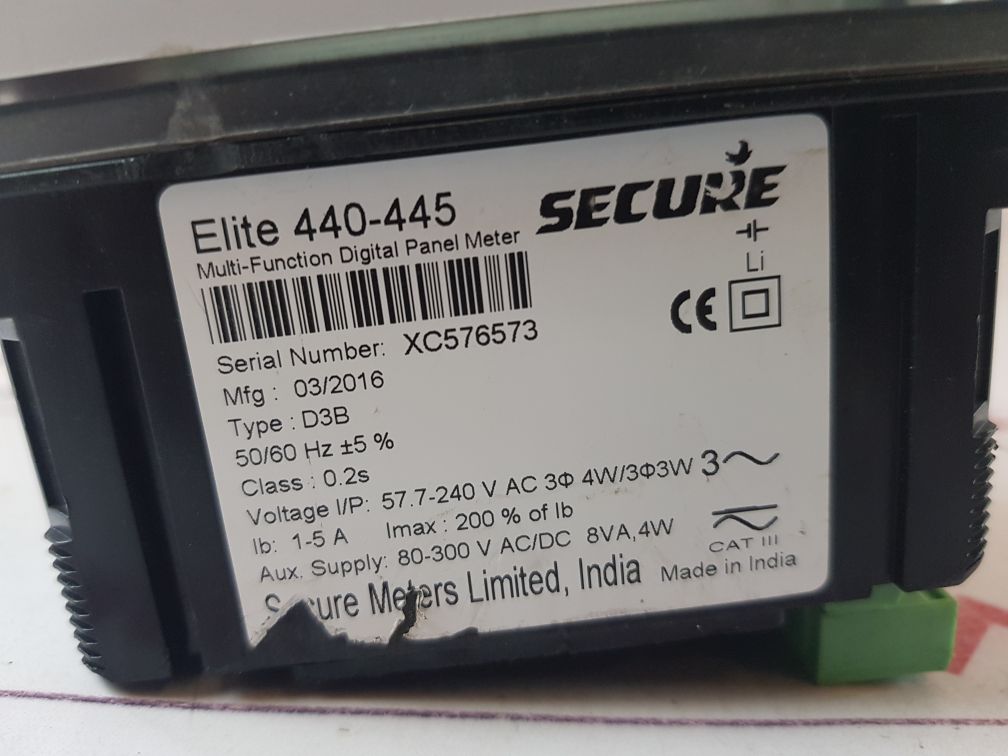 Elite 440-445
SECURE
Multi-Function Digital Panel Meter
Li
CE
Serial Number: XC576573
Mfg : 03/2016
Type : D3B
50/60 Hz ±5 %
Class : 0.2s
Voltage I/P: 57.7-240 V AC 3Φ 4W/3Φ3W 3~
Ib: 1-5 A Imax : 200 % of Ib
Aux. Supply: 80-300 V AC/DC 8VA,4W
CAT III
Secure Meters Limited, India
Made in India